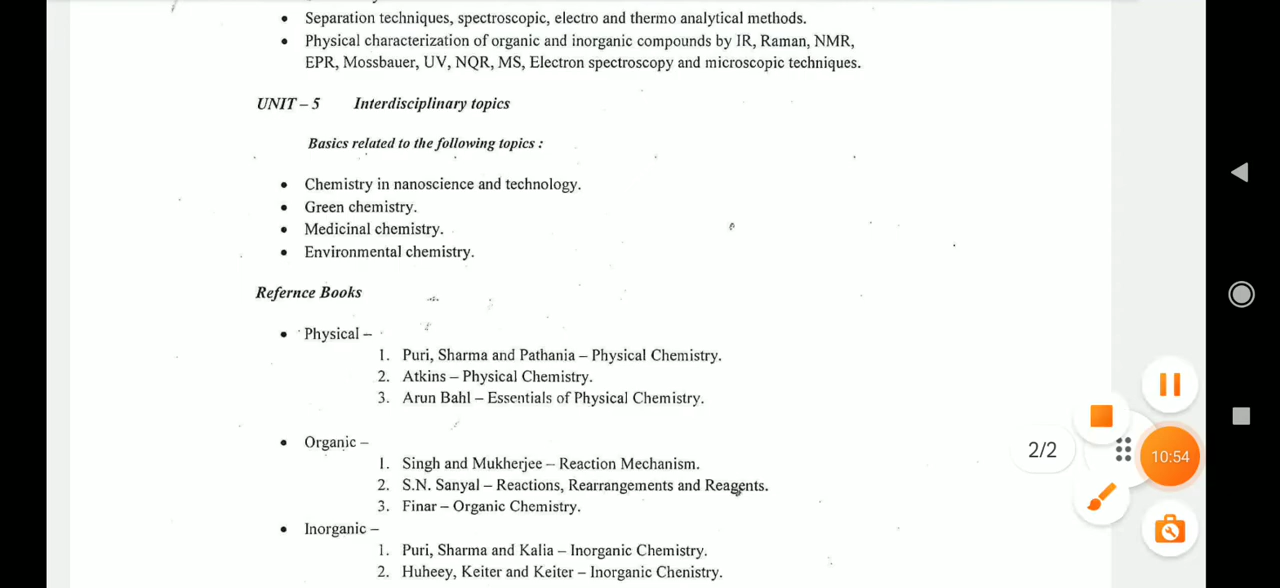 • Separation techniques, spectroscopic, electro and thermo analytical methods.
• Physical characterization of organic and inorganic compounds by IR, Raman, NMR,
EPR, Mossbauer, UV, NQR, MS, Electron spectroscopy and microscopic techniques.
UNIT – 5 Interdisciplinary topics
Basics related to the following topics :
• Chemistry in nanoscience and technology.
• Green chemistry.
• Medicinal chemistry.
• Environmental chemistry.
Refernce Books
• Physical –
1. Puri, Sharma and Pathania – Physical Chemistry.
2. Atkins – Physical Chemistry.
3. Arun Bahl – Essentials of Physical Chemistry.
• Organic –
1. Singh and Mukherjee – Reaction Mechanism.
2. S.N. Sanyal – Reactions, Rearrangements and Reagents.
3. Finar – Organic Chemistry.
• Inorganic –
1. Puri, Sharma and Kalia – Inorganic Chemistry.
2. Huheey, Keiter and Keiter – Inorganic Chenistry.
2/2
10:54